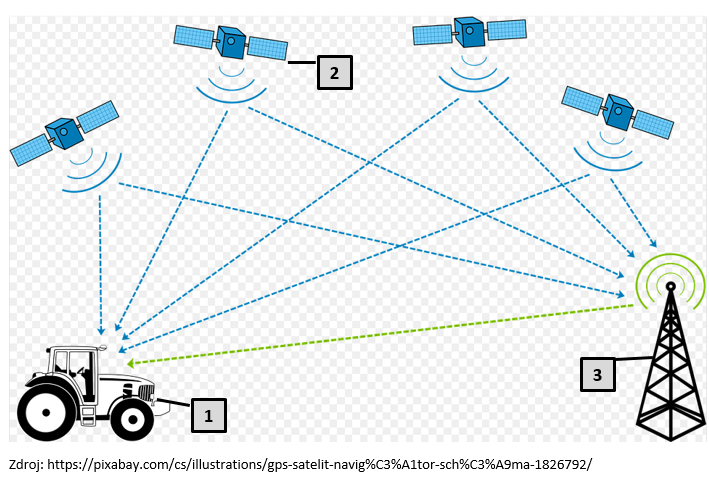 2
3
1
Zdroj: https://pixabay.com/cs/illustrations/gps-satelit-navig%C3%A1tor-sch%C3%A9ma-1826792/